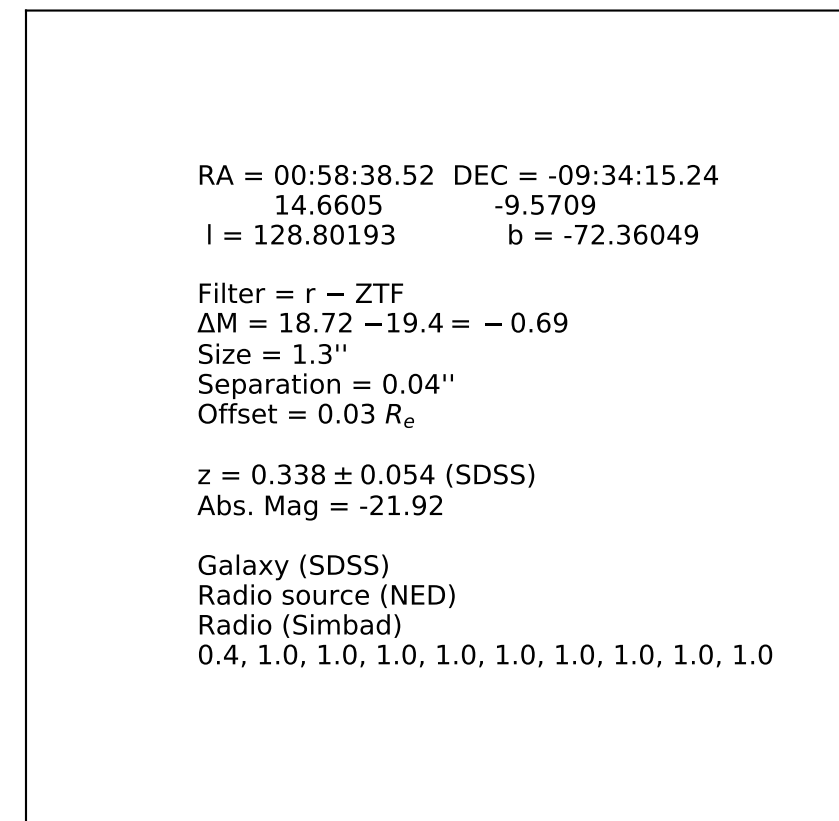 RA = 00:58:38.52  DEC = -09:34:15.24
14.6605  -9.5709
l = 128.80193  b = -72.36049
Filter = r − ZTF
ΔM = 18.72 −19.4 = − 0.69
Size = 1.3''
Separation = 0.04''
Offset = 0.03 Re
z = 0.338 ± 0.054 (SDSS)
Abs. Mag = -21.92
Galaxy (SDSS)
Radio source (NED)
Radio (Simbad)
0.4, 1.0, 1.0, 1.0, 1.0, 1.0, 1.0, 1.0, 1.0, 1.0